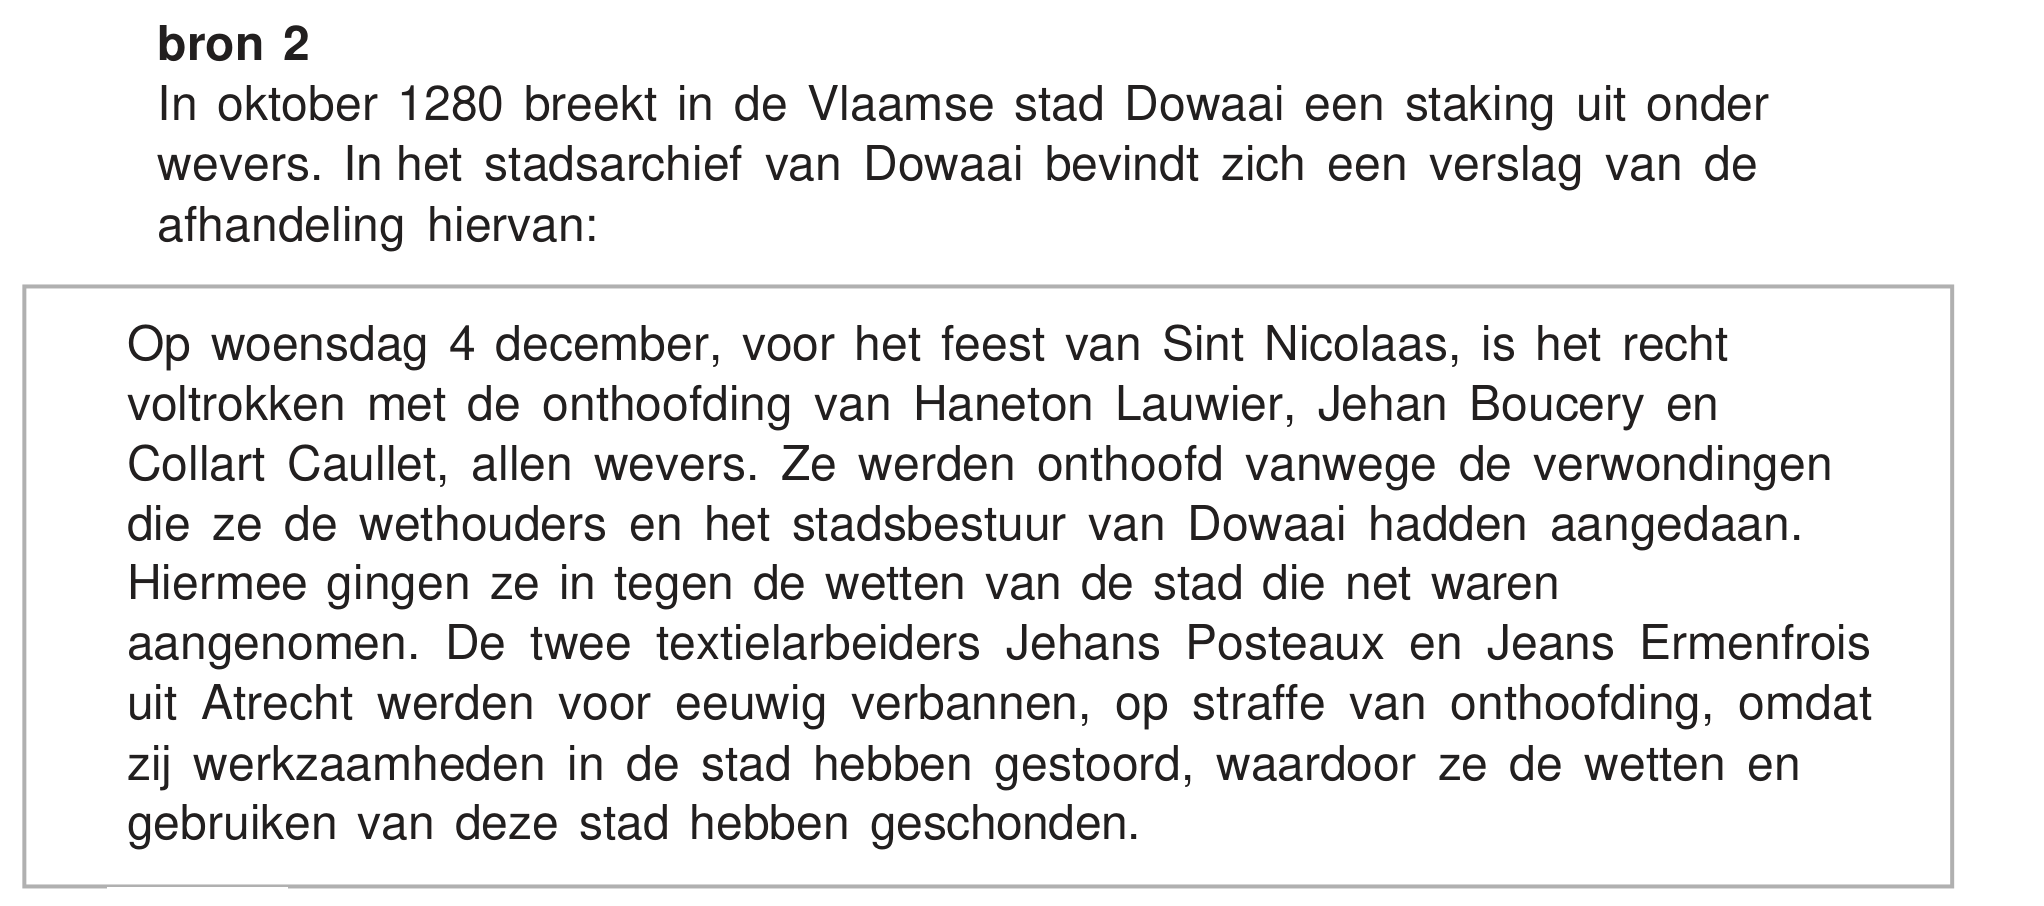 bron 2
In oktober 1280 breekt in de Vlaamse stad Dowaai een staking uit onder
wevers. In het stadsarchief van Dowaai bevindt zich een verslag van de
afhandeling hiervan:
Op woensdag 4 december, voor het feest van Sint Nicolaas, is het recht
voltrokken met de onthoofding van Haneton Lauwier, Jehan Boucery en
Collart Caullet, allen wevers. Ze werden onthoofd vanwege de verwondingen
die ze de wethouders en het stadsbestuur van Dowaai hadden aangedaan.
Hiermee gingen ze in tegen de wetten van de stad die net waren
aangenomen. De twee textielarbeiders Jehans Posteaux en Jeans Ermenfrois
uit Atrecht werden voor eeuwig verbannen, op straffe van onthoofding, omdat
zij werkzaamheden in de stad hebben gestoord, waardoor ze de wetten en
gebruiken van deze stad hebben geschonden.